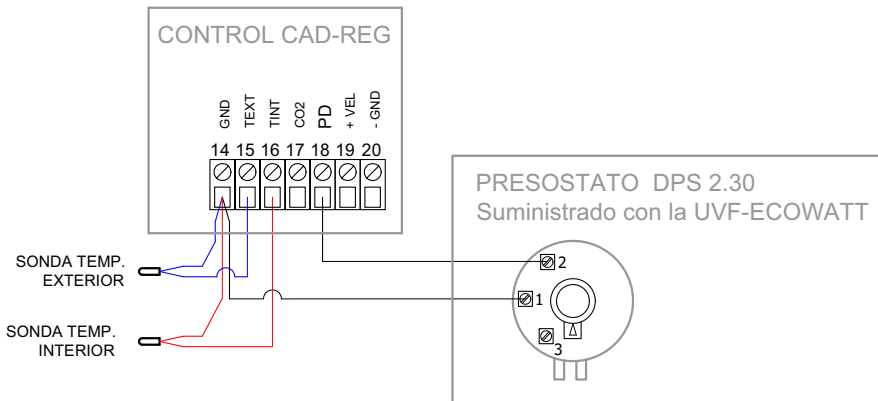 CONTROL CAD-REG
GND TEXT TINT CO2 PD + VEL - GND
14 15 16 17 18 19 20
PRESOSTATO DPS 2.30
Suministrado con la UVF-ECOWATT
2
1
3
SONDA TEMP.
EXTERIOR
SONDA TEMP.
INTERIOR